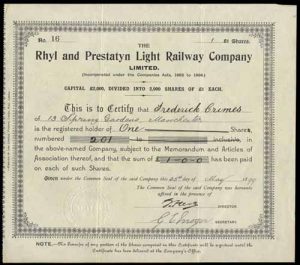 No. 16 1 £1 Shares.
THE
Rhyl and Prestatyn Light Railway Company
LIMITED.
(Incorporated under the Companies Acts, 1862 to 1898.)
CAPITAL £2,000, DIVIDED INTO 2,000 SHARES OF £1 EACH.
This is to Certify that Frederick Crimes
of 13 Spring Gardens, Manchester
is the registered holder of One Shares,
numbered 201 to inclusive, in
the above-named Company, subject to the Memorandum and Articles of
Association thereof, and that the sum of £1-0-0 has been paid
on each of such Shares.
Given under the Common Seal of the said Company this 25th day of May
The Common Seal of the said Company was hereunto
affixed in the presence of
DIRECTOR
SECRETARY
NOTE.—No Transfer of any portion of the Shares comprised in this Certificate will be registered until the
Certificate has been delivered at the Company's Office.